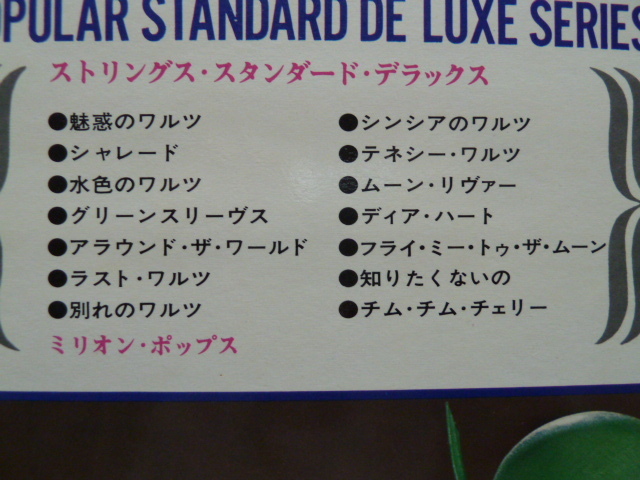 OPULAR STANDARD DE LUXE SERIES
ストリングス・スタンダード・デラックス
●魅惑のワルツ
●シャレード
●水色のワルツ
●グリーンスリーヴス
●アラウンド・ザ・ワールド
●ラスト・ワルツ
●別れのワルツ
●シンシアのワルツ
●テネシー・ワルツ
●ムーン・リヴァー
●ディア・ハート
●フライ・ミー・トゥ・ザ・ムーン
●知りたくないの
●チム・チム・チェリー
ミリオン・ポップス